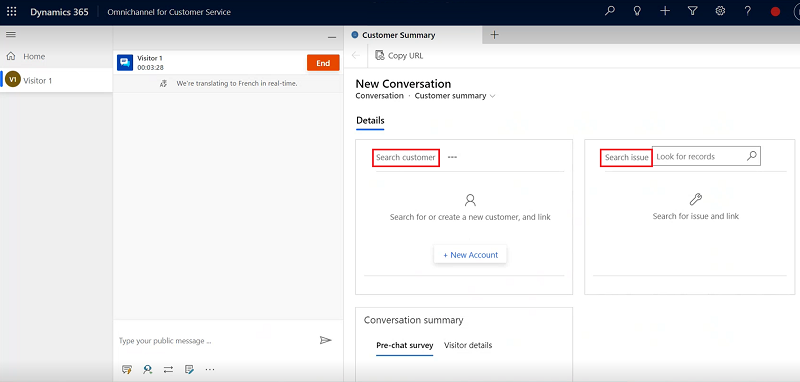 Dynamics 365
Omnichannel for Customer Service
Home
V1
Visitor 1
Visitor 1
00:03:28
End
We're translating to French in real-time.
Type your public message ...
Customer Summary
Copy URL
New Conversation
Conversation · Customer summary
Details
Search customer
Search for or create a new customer, and link
+ New Account
Search issue
Look for records
Search for issue and link
Conversation summary
Pre-chat survey
Visitor details